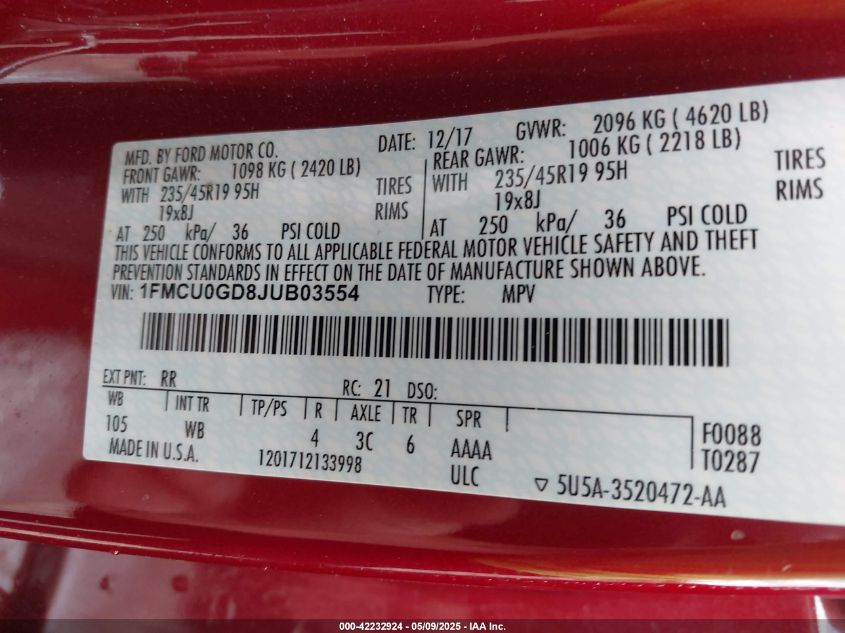 MFD. BY FORD MOTOR CO. DATE: 12/17 GVWR: 2096 KG ( 4620 LB)
FRONT GAWR: 1098 KG ( 2420 LB) REAR GAWR: 1006 KG ( 2218 LB)
WITH 235/45R19 95H TIRES WITH 235/45R19 95H TIRES
19x8J RIMS 19x8J RIMS
AT 250 kPa/ 36 PSI COLD AT 250 kPa/ 36 PSI COLD
THIS VEHICLE CONFORMS TO ALL APPLICABLE FEDERAL MOTOR VEHICLE SAFETY AND THEFT
PREVENTION STANDARDS IN EFFECT ON THE DATE OF MANUFACTURE SHOWN ABOVE.
VIN: 1FMCU0GD8JUB03554 TYPE: MPV
EXT PNT: RR RC: 21 DSO:
WB INT TR TP/PS R AXLE TR SPR
105 WB 4 3C 6 AAAA F0088
MADE IN U.S.A. 1201712133998 ULC T0287
▽ 5U5A-3520472-AA
000-42232924 | 05/09/2025 - IAA Inc.